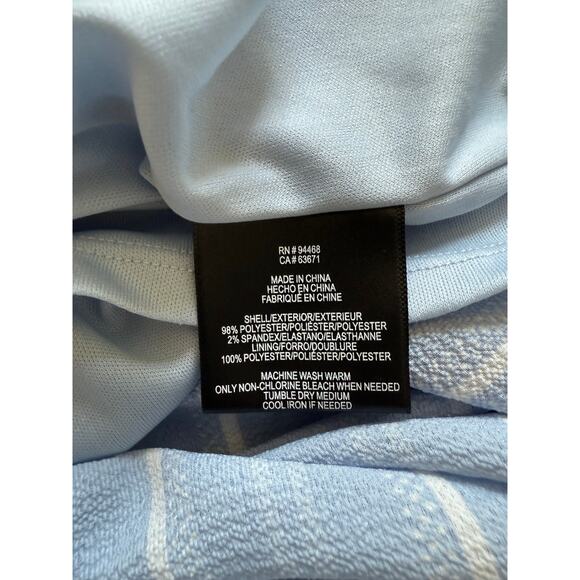 RN # 94468
CA # 63671
MADE IN CHINA
HECHO EN CHINA
FABRIQUÉ EN CHINE
SHELL/EXTERIOR/EXTERIEUR
98% POLYESTER/POLIÉSTER/POLYESTER
2% SPANDEX/ELASTANO/ELASTHANNE
LINING/FORRO/DOUBLURE
100% POLYESTER/POLIÉSTER/POLYESTER
MACHINE WASH WARM
ONLY NON-CHLORINE BLEACH WHEN NEEDED
TUMBLE DRY MEDIUM
COOL IRON IF NEEDED